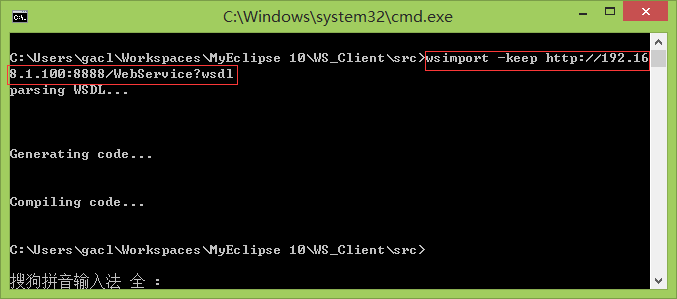 C:\Windows\system32\cmd.exe
C:\Users\gacl\Workspaces\MyEclipse 10\WS_Client\src>wsimport -keep http://192.16
8.1.100:8888/WebService?wsdl
parsing WSDL...
Generating code...
Compiling code...
C:\Users\gacl\Workspaces\MyEclipse 10\WS_Client\src>
搜狗拼音输入法 全 :